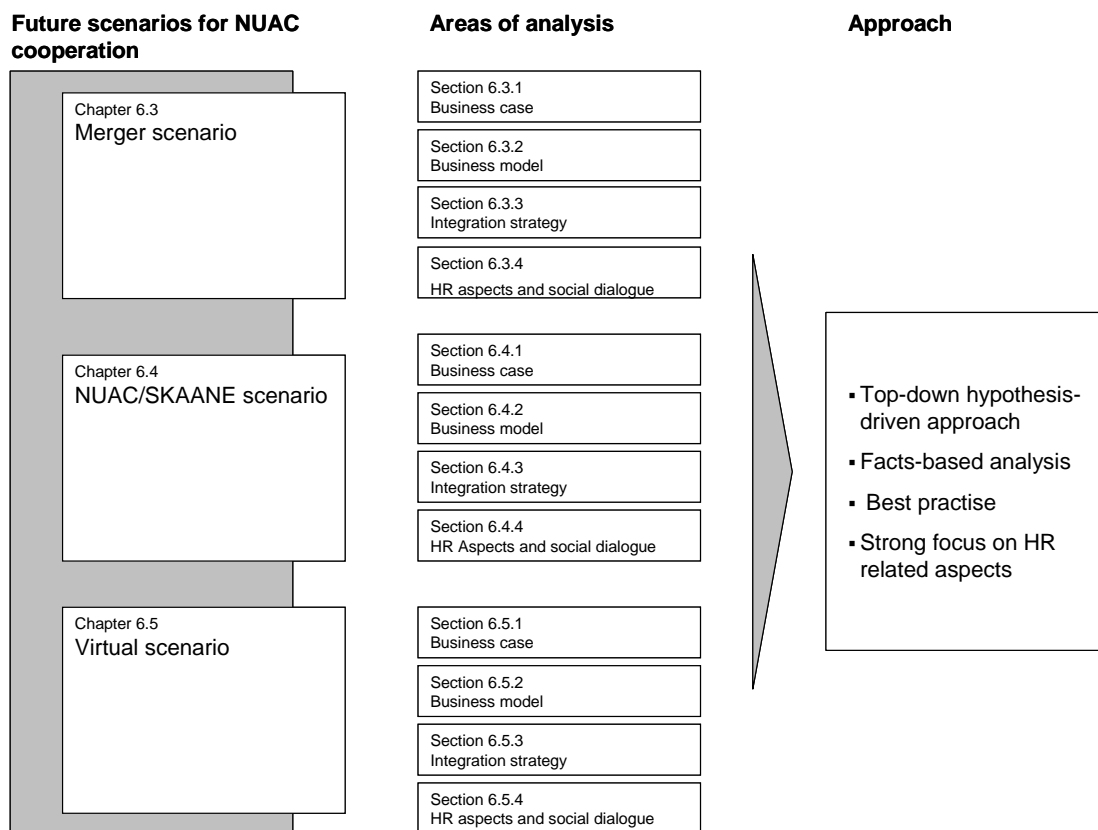 Future scenarios for NUAC
cooperation
Areas of analysis
Approach
Chapter 6.3
Merger scenario
Section 6.3.1
Business case
Section 6.3.2
Business model
Section 6.3.3
Integration strategy
Section 6.3.4
HR aspects and social dialogue
Chapter 6.4
NUAC/SKAANE scenario
Section 6.4.1
Business case
Section 6.4.2
Business model
Section 6.4.3
Integration strategy
Section 6.4.4
HR Aspects and social dialogue
Chapter 6.5
Virtual scenario
Section 6.5.1
Business case
Section 6.5.2
Business model
Section 6.5.3
Integration strategy
Section 6.5.4
HR aspects and social dialogue
▪ Top-down hypothesis-
driven approach
▪ Facts-based analysis
▪ Best practise
▪ Strong focus on HR
related aspects